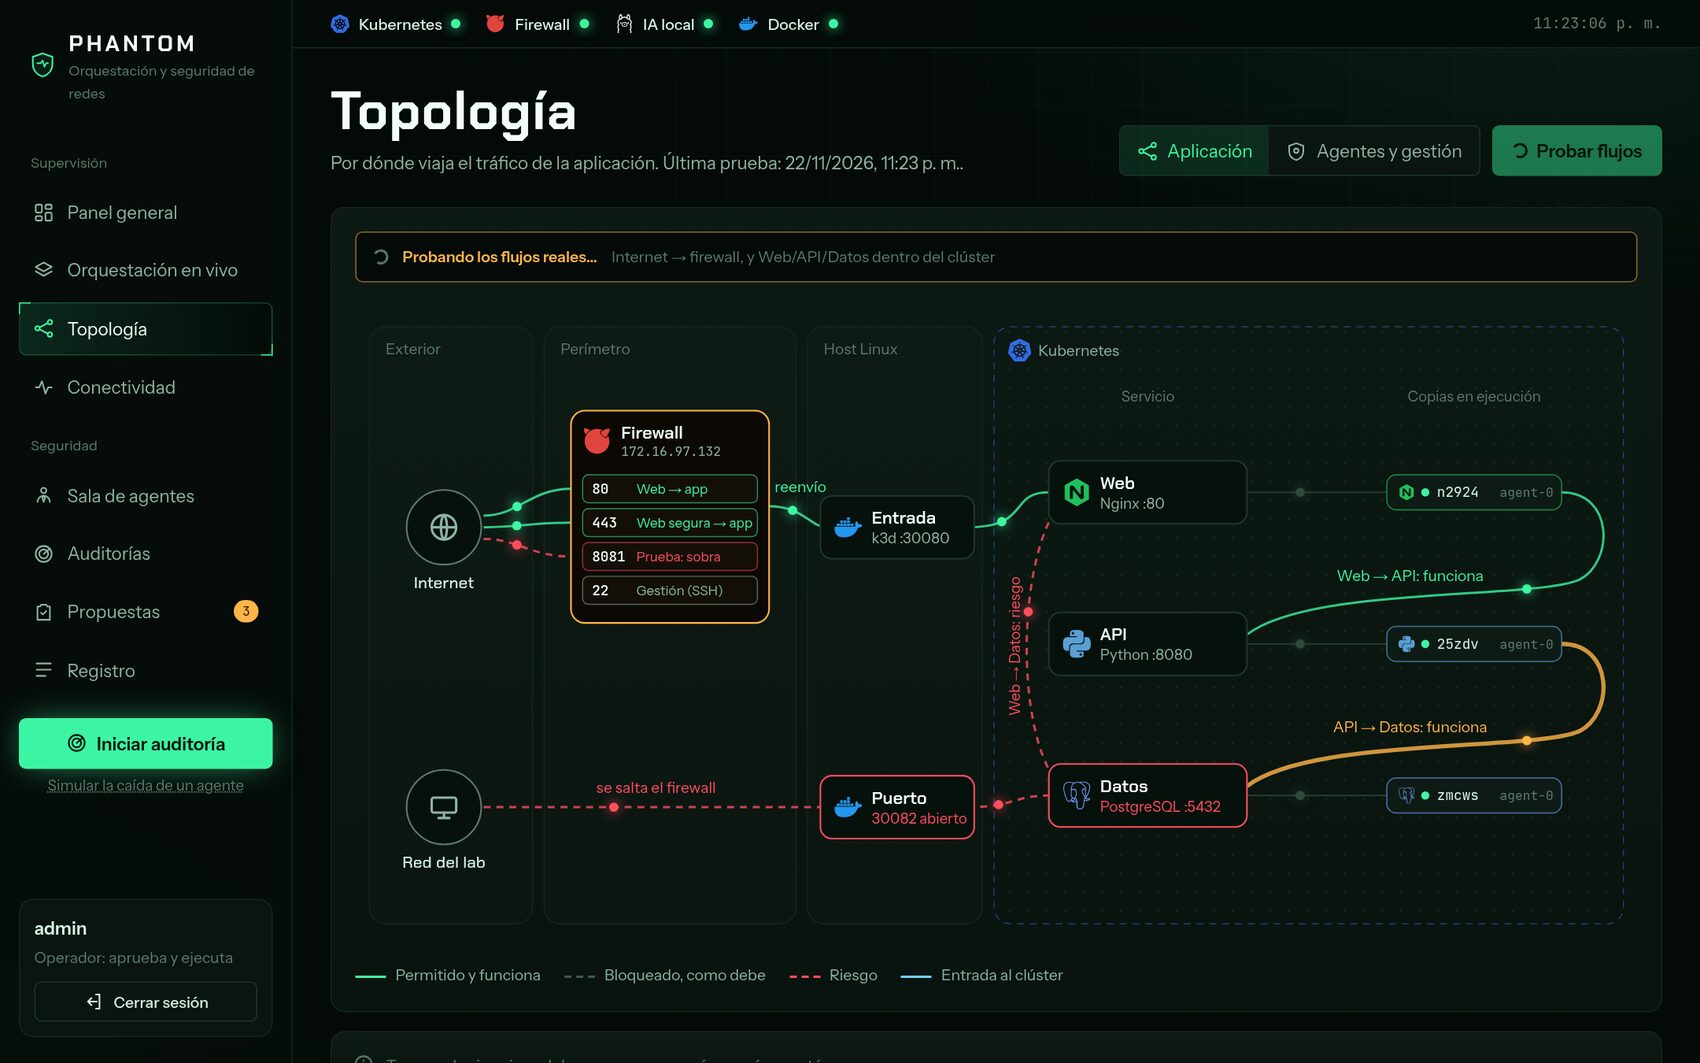 PHANTOM
Orquestación y seguridad de
redes
Supervisión
Panel general
Orquestación en vivo
Topología
Conectividad
Seguridad
Sala de agentes
Auditorías
Propuestas
3
Registro
Iniciar auditoría
Simular la caída de un agente
admin
Operador: aprueba y ejecuta
Cerrar sesión
Kubernetes
Firewall
IA local
Docker
11:23:06 p. m.
Topología
Por dónde viaja el tráfico de la aplicación. Última prueba: 22/11/2026, 11:23 p. m..
Aplicación
Agentes y gestión
Probar flujos
Probando los flujos reales... Internet → firewall, y Web/API/Datos dentro del clúster
Exterior
Perímetro
Host Linux
Kubernetes
Servicio
Copias en ejecución
Internet
Red del lab
Firewall
172.16.97.132
80 Web → app
443 Web segura → app
8081 Prueba: sobra
22 Gestión (SSH)
reenvío
Entrada
k3d :30080
se salta el firewall
Puerto
30082 abierto
Web → Datos: riesgo
Web
Nginx :80
n2924 agent-0
Web → API: funciona
API
Python :8080
25zdv agent-0
API → Datos: funciona
Datos
PostgreSQL :5432
zmcws agent-0
Permitido y funciona
Bloqueado, como debe
Riesgo
Entrada al clúster